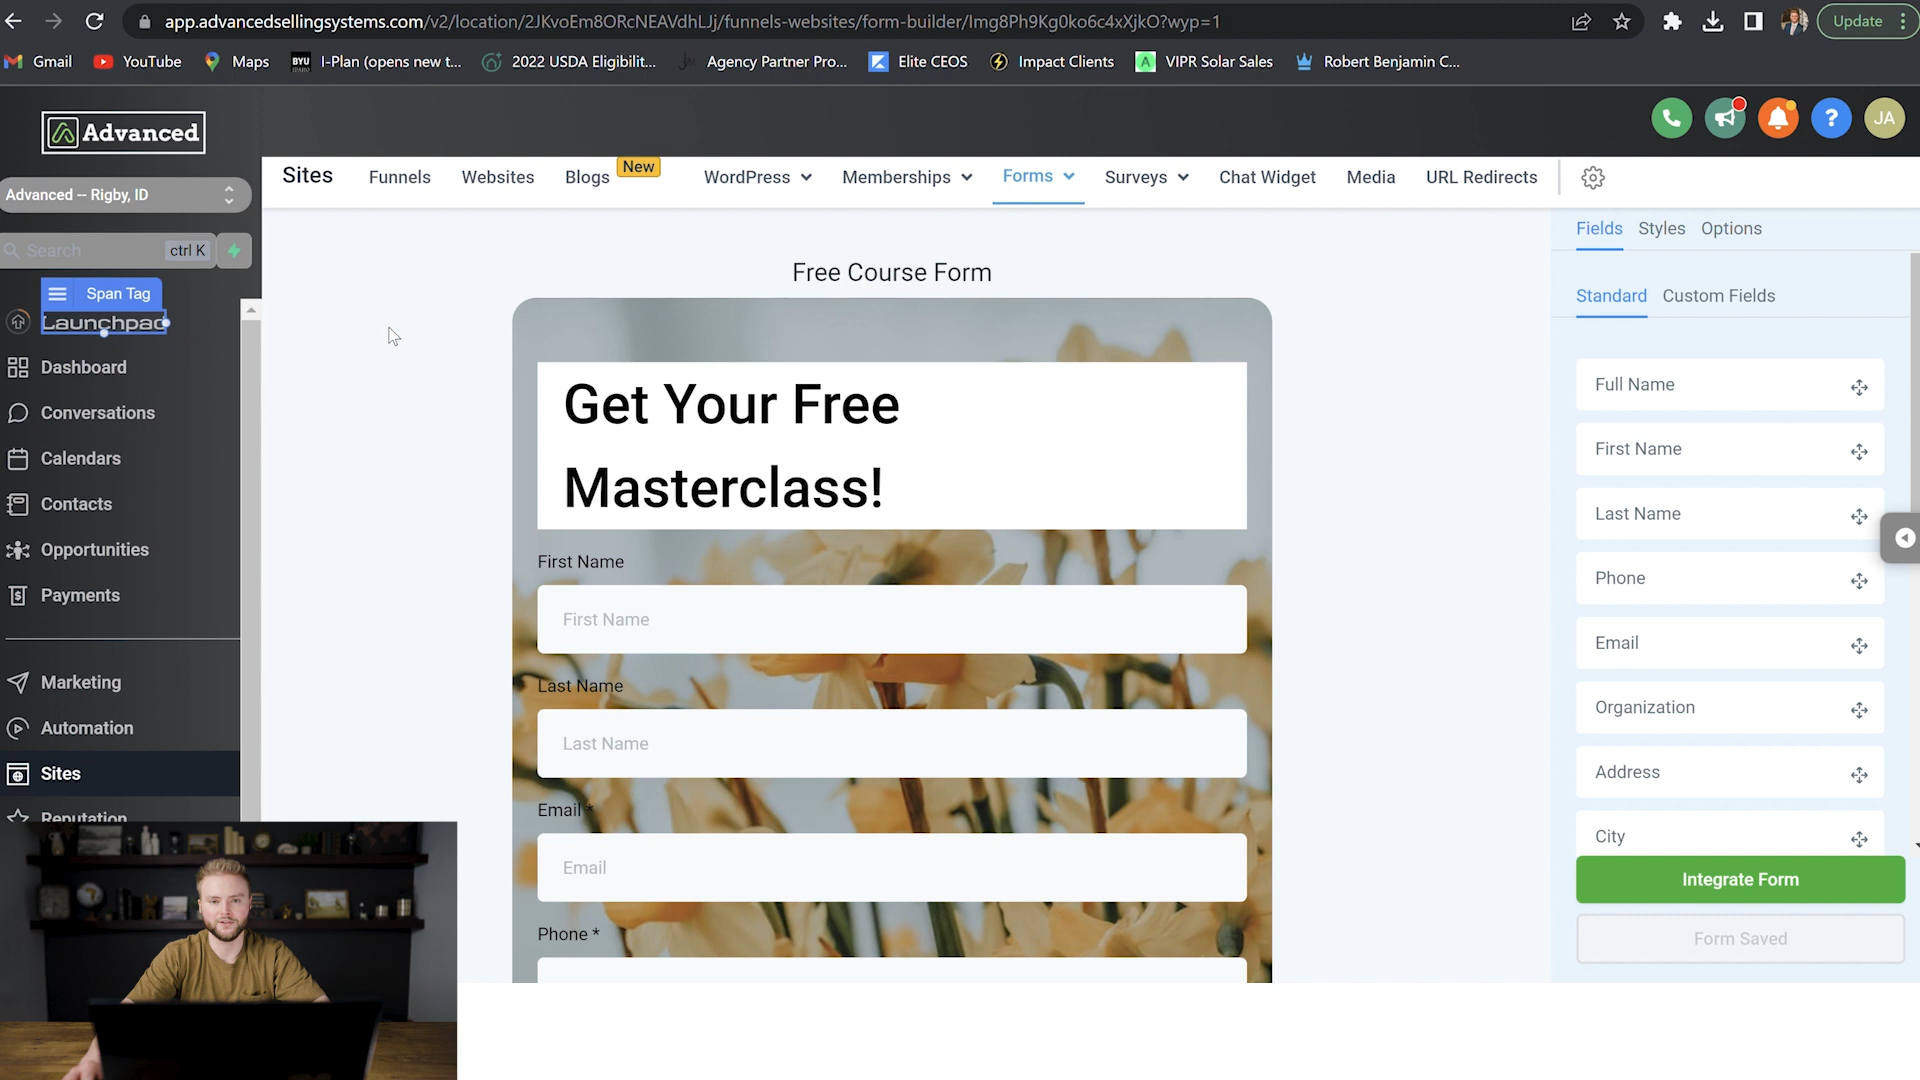 app.advancedsellingsystems.com/v2/location/2JKvoEm8ORcNEAVdhLJj/funnels-websites/form-builder/Img8Ph9Kg0ko6c4xXjkO?wyp=1
Update
Gmail
YouTube
Maps
BYU
IDAHO
I-Plan (opens new t...
2022 USDA Eligibilit...
Agency Partner Pro...
Elite CEOS
Impact Clients
A
VIPR Solar Sales
Robert Benjamin C...
Advanced
?
JA
Sites
Funnels
Websites
Blogs
New
WordPress
Memberships
Forms
Surveys
Chat Widget
Media
URL Redirects
Advanced -- Rigby, ID
Search
ctrl K
Span Tag
Launchpad
Dashboard
Conversations
Calendars
Contacts
Opportunities
Payments
Marketing
Automation
Sites
Reputation
Free Course Form
Get Your Free
Masterclass!
First Name
First Name
Last Name
Last Name
Email *
Email
Phone *
Fields
Styles
Options
Standard
Custom Fields
Full Name
First Name
Last Name
Phone
Email
Organization
Address
City
Integrate Form
Form Saved